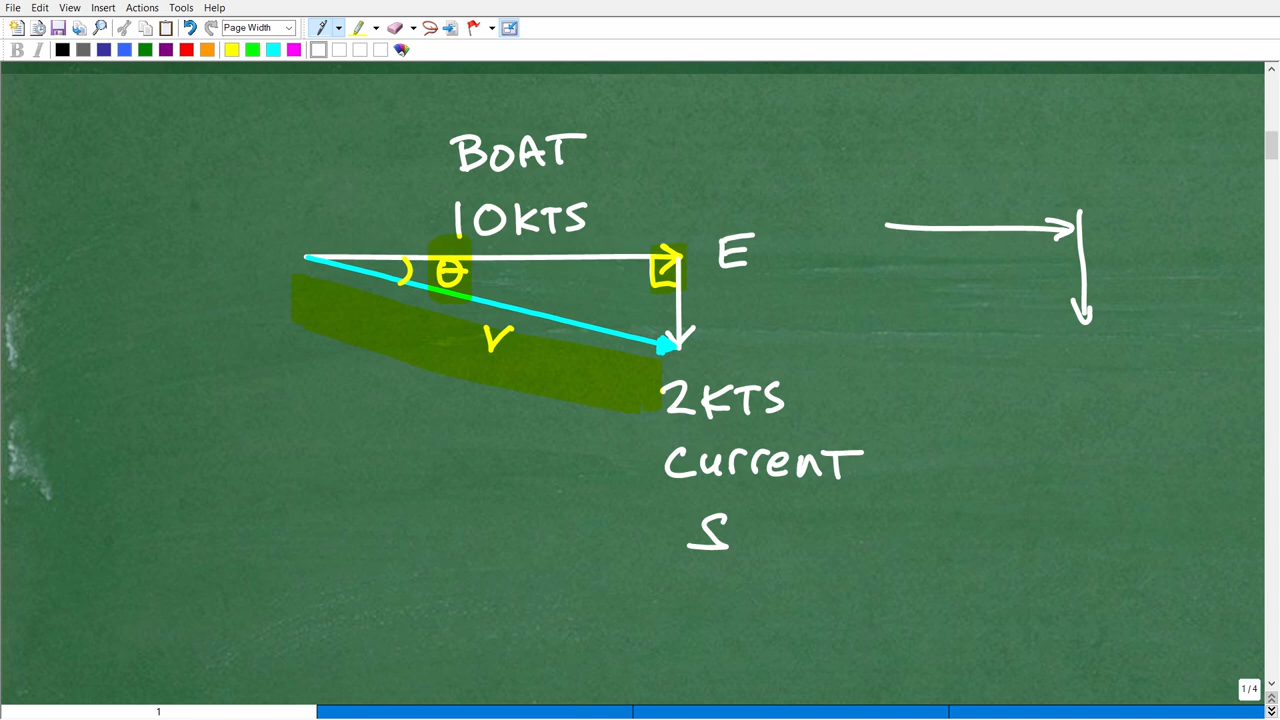 File Edit View Insert Actions Tools Help
Page Width
B I
BOAT
10KTS
E
θ
V
2KTS
Current
S
1/4
1